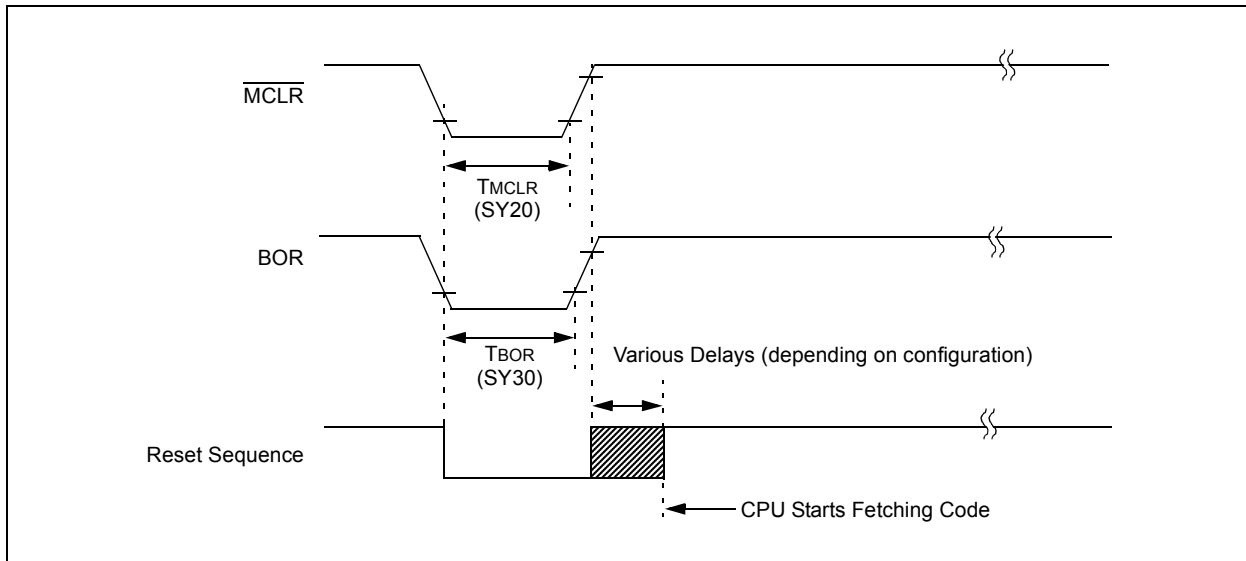 MCLR
TMCLR
(SY20)
BOR
TBOR
(SY30)
Various Delays (depending on configuration)
Reset Sequence
CPU Starts Fetching Code